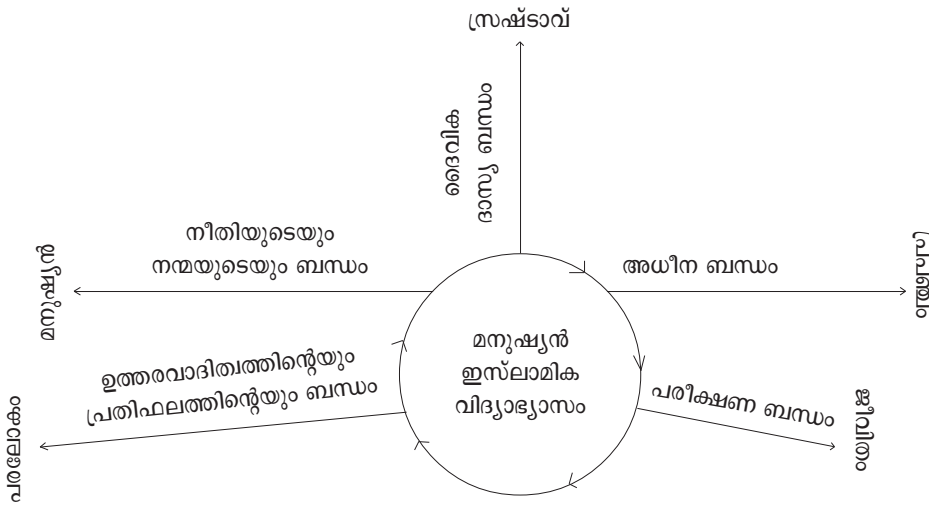 സ്രഷ്ടാവ്
ദൈവിക
ദാസ്യ ബന്ധം
നീതിയുടെയും
നന്മയുടെയും ബന്ധം
മനുഷ്യൻ
അധീന ബന്ധം
പ്രപഞ്ചം
മനുഷ്യൻ
ഇസ്‌ലാമിക
വിദ്യാഭ്യാസം
ഉത്തരവാദിത്വത്തിന്റെയും
പ്രതിഫലത്തിന്റെയും ബന്ധം
പരലോകം
പരീക്ഷണ ബന്ധം
ജീവിതം